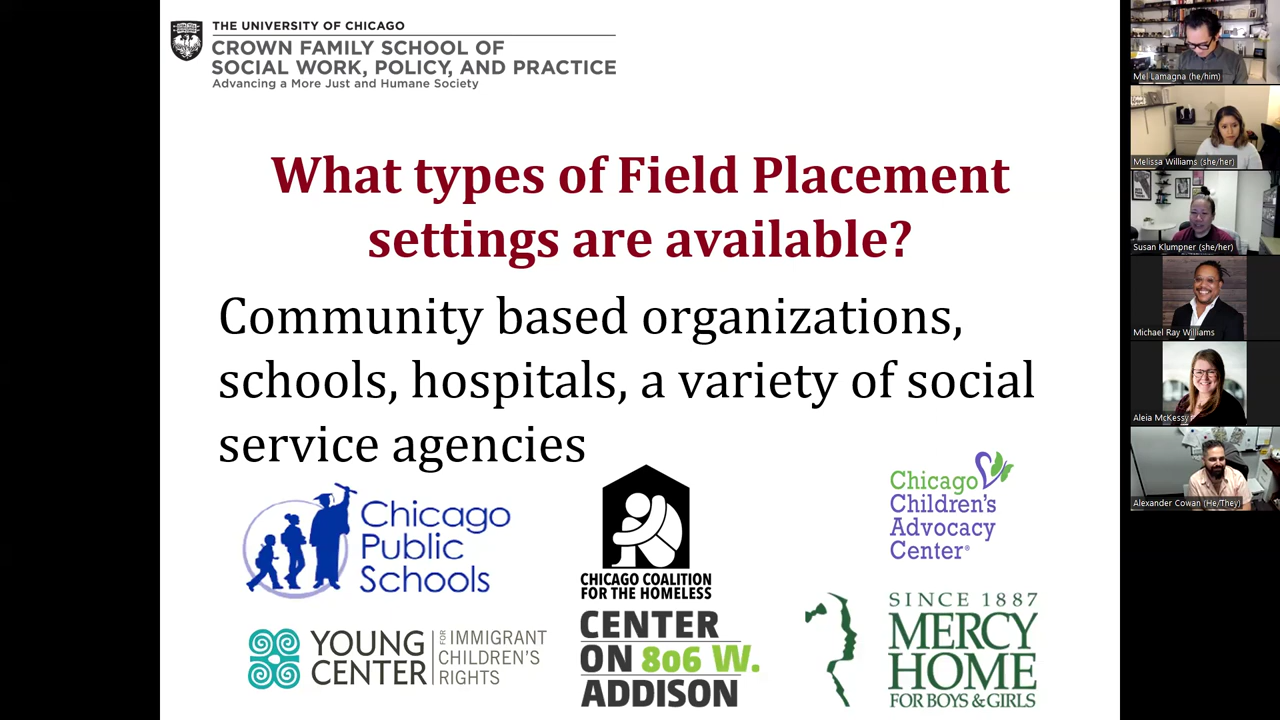 THE UNIVERSITY OF CHICAGO
CROWN FAMILY SCHOOL OF
SOCIAL WORK, POLICY, AND PRACTICE
Advancing a More Just and Humane Society
What types of Field Placement
settings are available?
Community based organizations,
schools, hospitals, a variety of social
service agencies
Chicago
Public
Schools
CHICAGO COALITION
FOR THE HOMELESS
Chicago
Children's
Advocacy
Center®
YOUNG
CENTER
FOR
IMMIGRANT
CHILDREN'S
RIGHTS
CENTER
ON 806 W.
ADDISON
SINCE 1887
MERCY
HOME
FOR BOYS & GIRLS
Mel Lamagna (he/him)
Melissa Williams (she/her)
Susan Klumpner (she/her)
Michael Ray Williams
Aleia McKessy
Alexander Cowan (He/They)